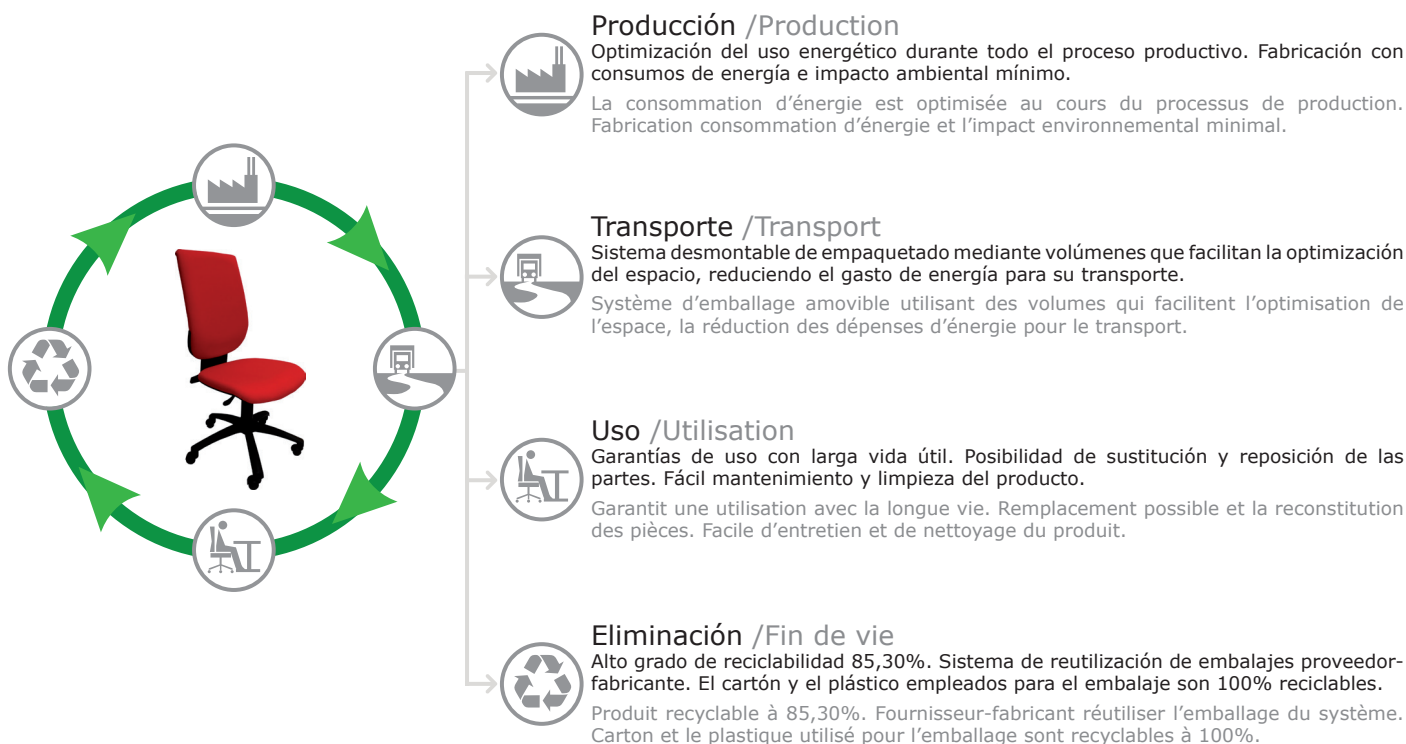 Producción /Production
Optimización del uso energético durante todo el proceso productivo. Fabricación con
consumos de energía e impacto ambiental mínimo.
La consommation d’énergie est optimisée au cours du processus de production.
Fabrication consommation d’énergie et l’impact environnemental minimal.
Transporte /Transport
Sistema desmontable de empaquetado mediante volúmenes que facilitan la optimización
del espacio, reduciendo el gasto de energía para su transporte.
Système d’emballage amovible utilisant des volumes qui facilitent l’optimisation de
l’espace, la réduction des dépenses d’énergie pour le transport.
Uso /Utilisation
Garantías de uso con larga vida útil. Posibilidad de sustitución y reposición de las
partes. Fácil mantenimiento y limpieza del producto.
Garantit une utilisation avec la longue vie. Remplacement possible et la reconstitution
des pièces. Facile d’entretien et de nettoyage du produit.
Eliminación /Fin de vie
Alto grado de reciclabilidad 85,30%. Sistema de reutilización de embalajes proveedor-
fabricante. El cartón y el plástico empleados para el embalaje son 100% reciclables.
Produit recyclable à 85,30%. Fournisseur-fabricant réutiliser l’emballage du système.
Carton et le plastique utilisé pour l’emballage sont recyclables à 100%.